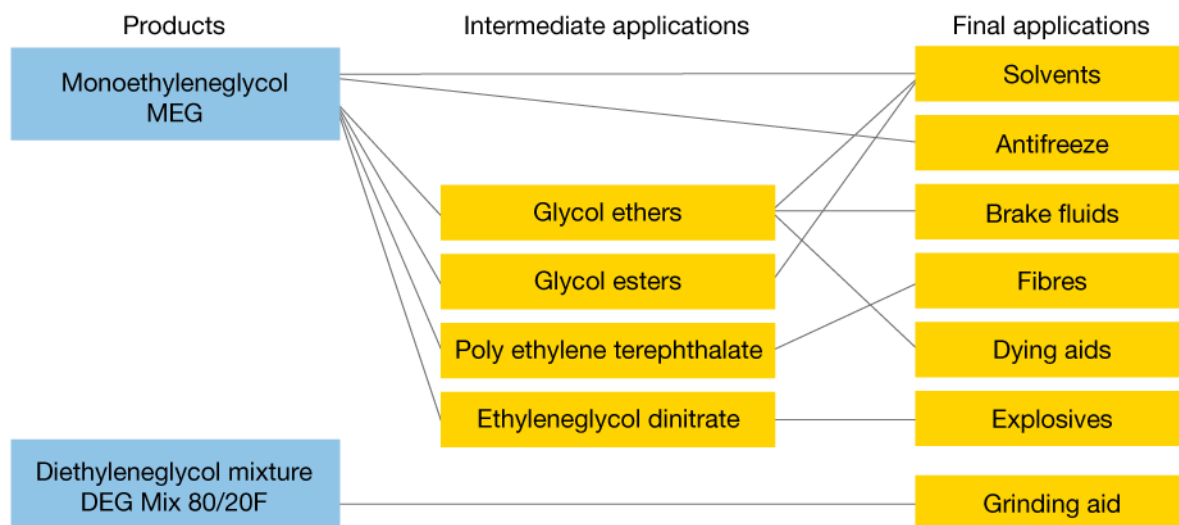 Products
Intermediate applications
Final applications
Monoethyleneglycol
MEG
Solvents
Antifreeze
Glycol ethers
Brake fluids
Glycol esters
Fibres
Poly ethylene terephthalate
Dying aids
Ethyleneglycol dinitrate
Explosives
Diethyleneglycol mixture
DEG Mix 80/20F
Grinding aid